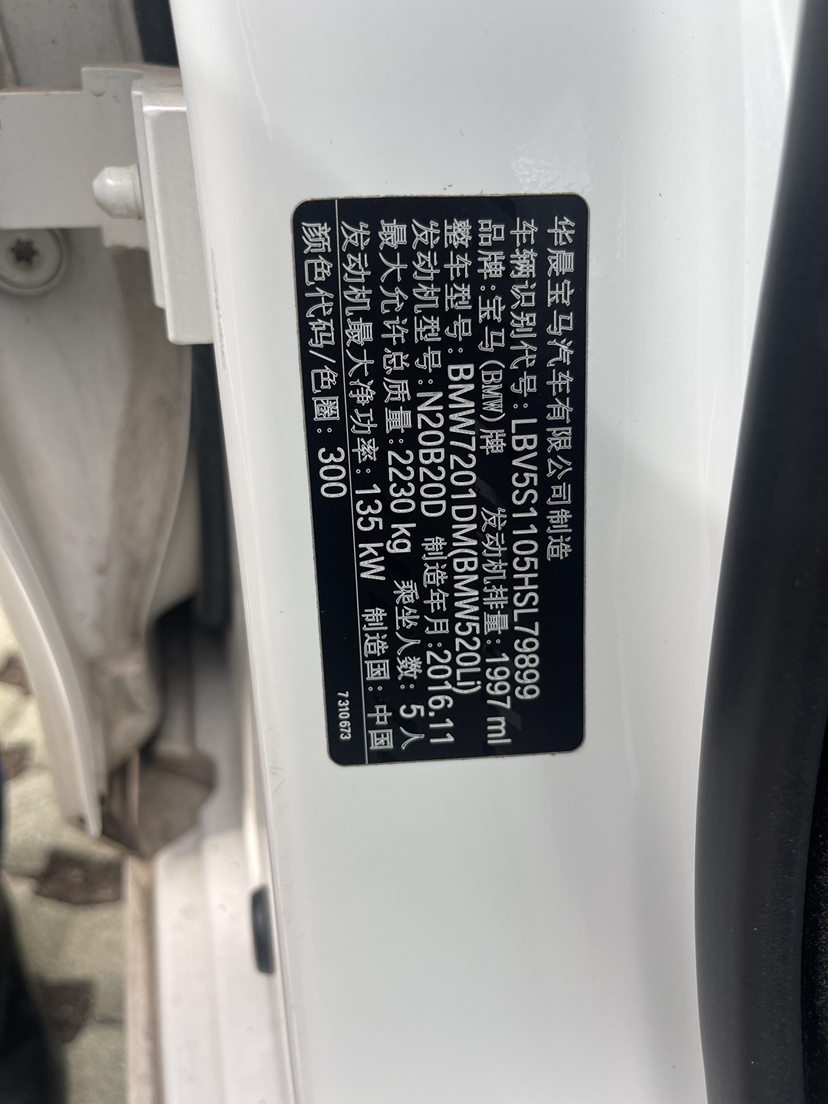 华晨宝马汽车有限公司制造
车辆识别代号:LBV5S1105HSL79899
品牌:宝马(BMW)牌 发动机排量:1997 ml
整车型号:BMW7201DM(BMW520Li)
发动机型号:N20B20D 制造年月:2016.11
最大允许总质量:2230 kg 乘坐人数: 5人
发动机最大净功率:135 kW 制造国: 中国
颜色代码/色圈: 300 7310673